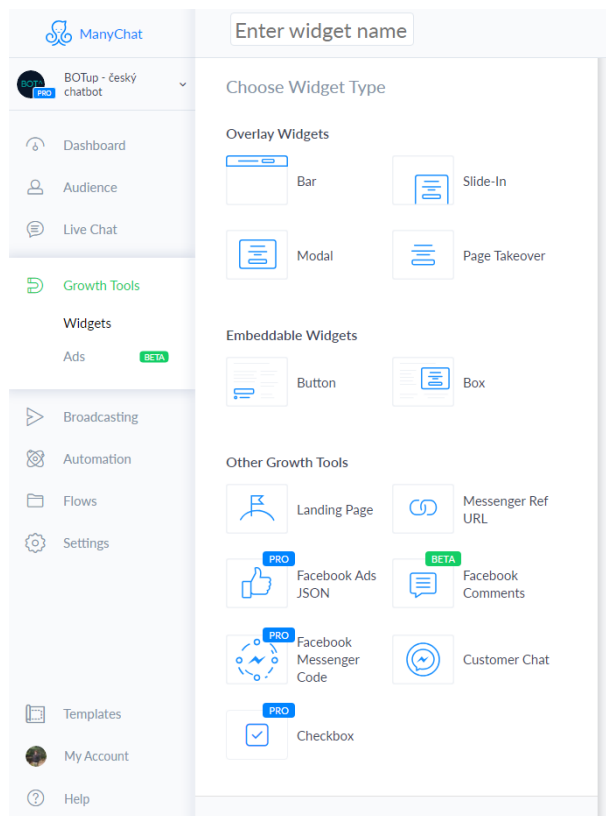 ManyChat
Enter widget name
BOTup - český
chatbot
PRO
Dashboard
Audience
Live Chat
Growth Tools
Widgets
Ads
BETA
Broadcasting
Automation
Flows
Settings
Templates
My Account
Help
Choose Widget Type
Overlay Widgets
Bar
Slide-In
Modal
Page Takeover
Embeddable Widgets
Button
Box
Other Growth Tools
Landing Page
Messenger Ref
URL
PRO
Facebook Ads
JSON
BETA
Facebook
Comments
PRO
Facebook
Messenger
Code
Customer Chat
PRO
Checkbox